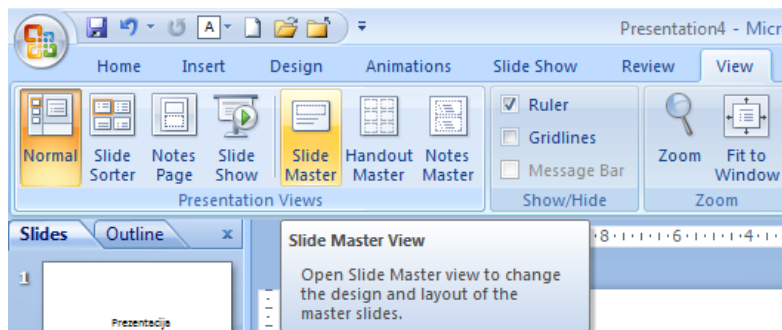 Presentation4 - Micr
Home Insert Design Animations Slide Show Review View
Normal Slide Sorter Notes Page Slide Show Slide Master Handout Master Notes Master
Ruler
Gridlines
Message Bar
Zoom Fit to Window
Presentation Views Show/Hide Zoom
Slides Outline x
Slide Master View
Open Slide Master view to change
the design and layout of the
master slides.
8 6 4
1
Prezentacija
A